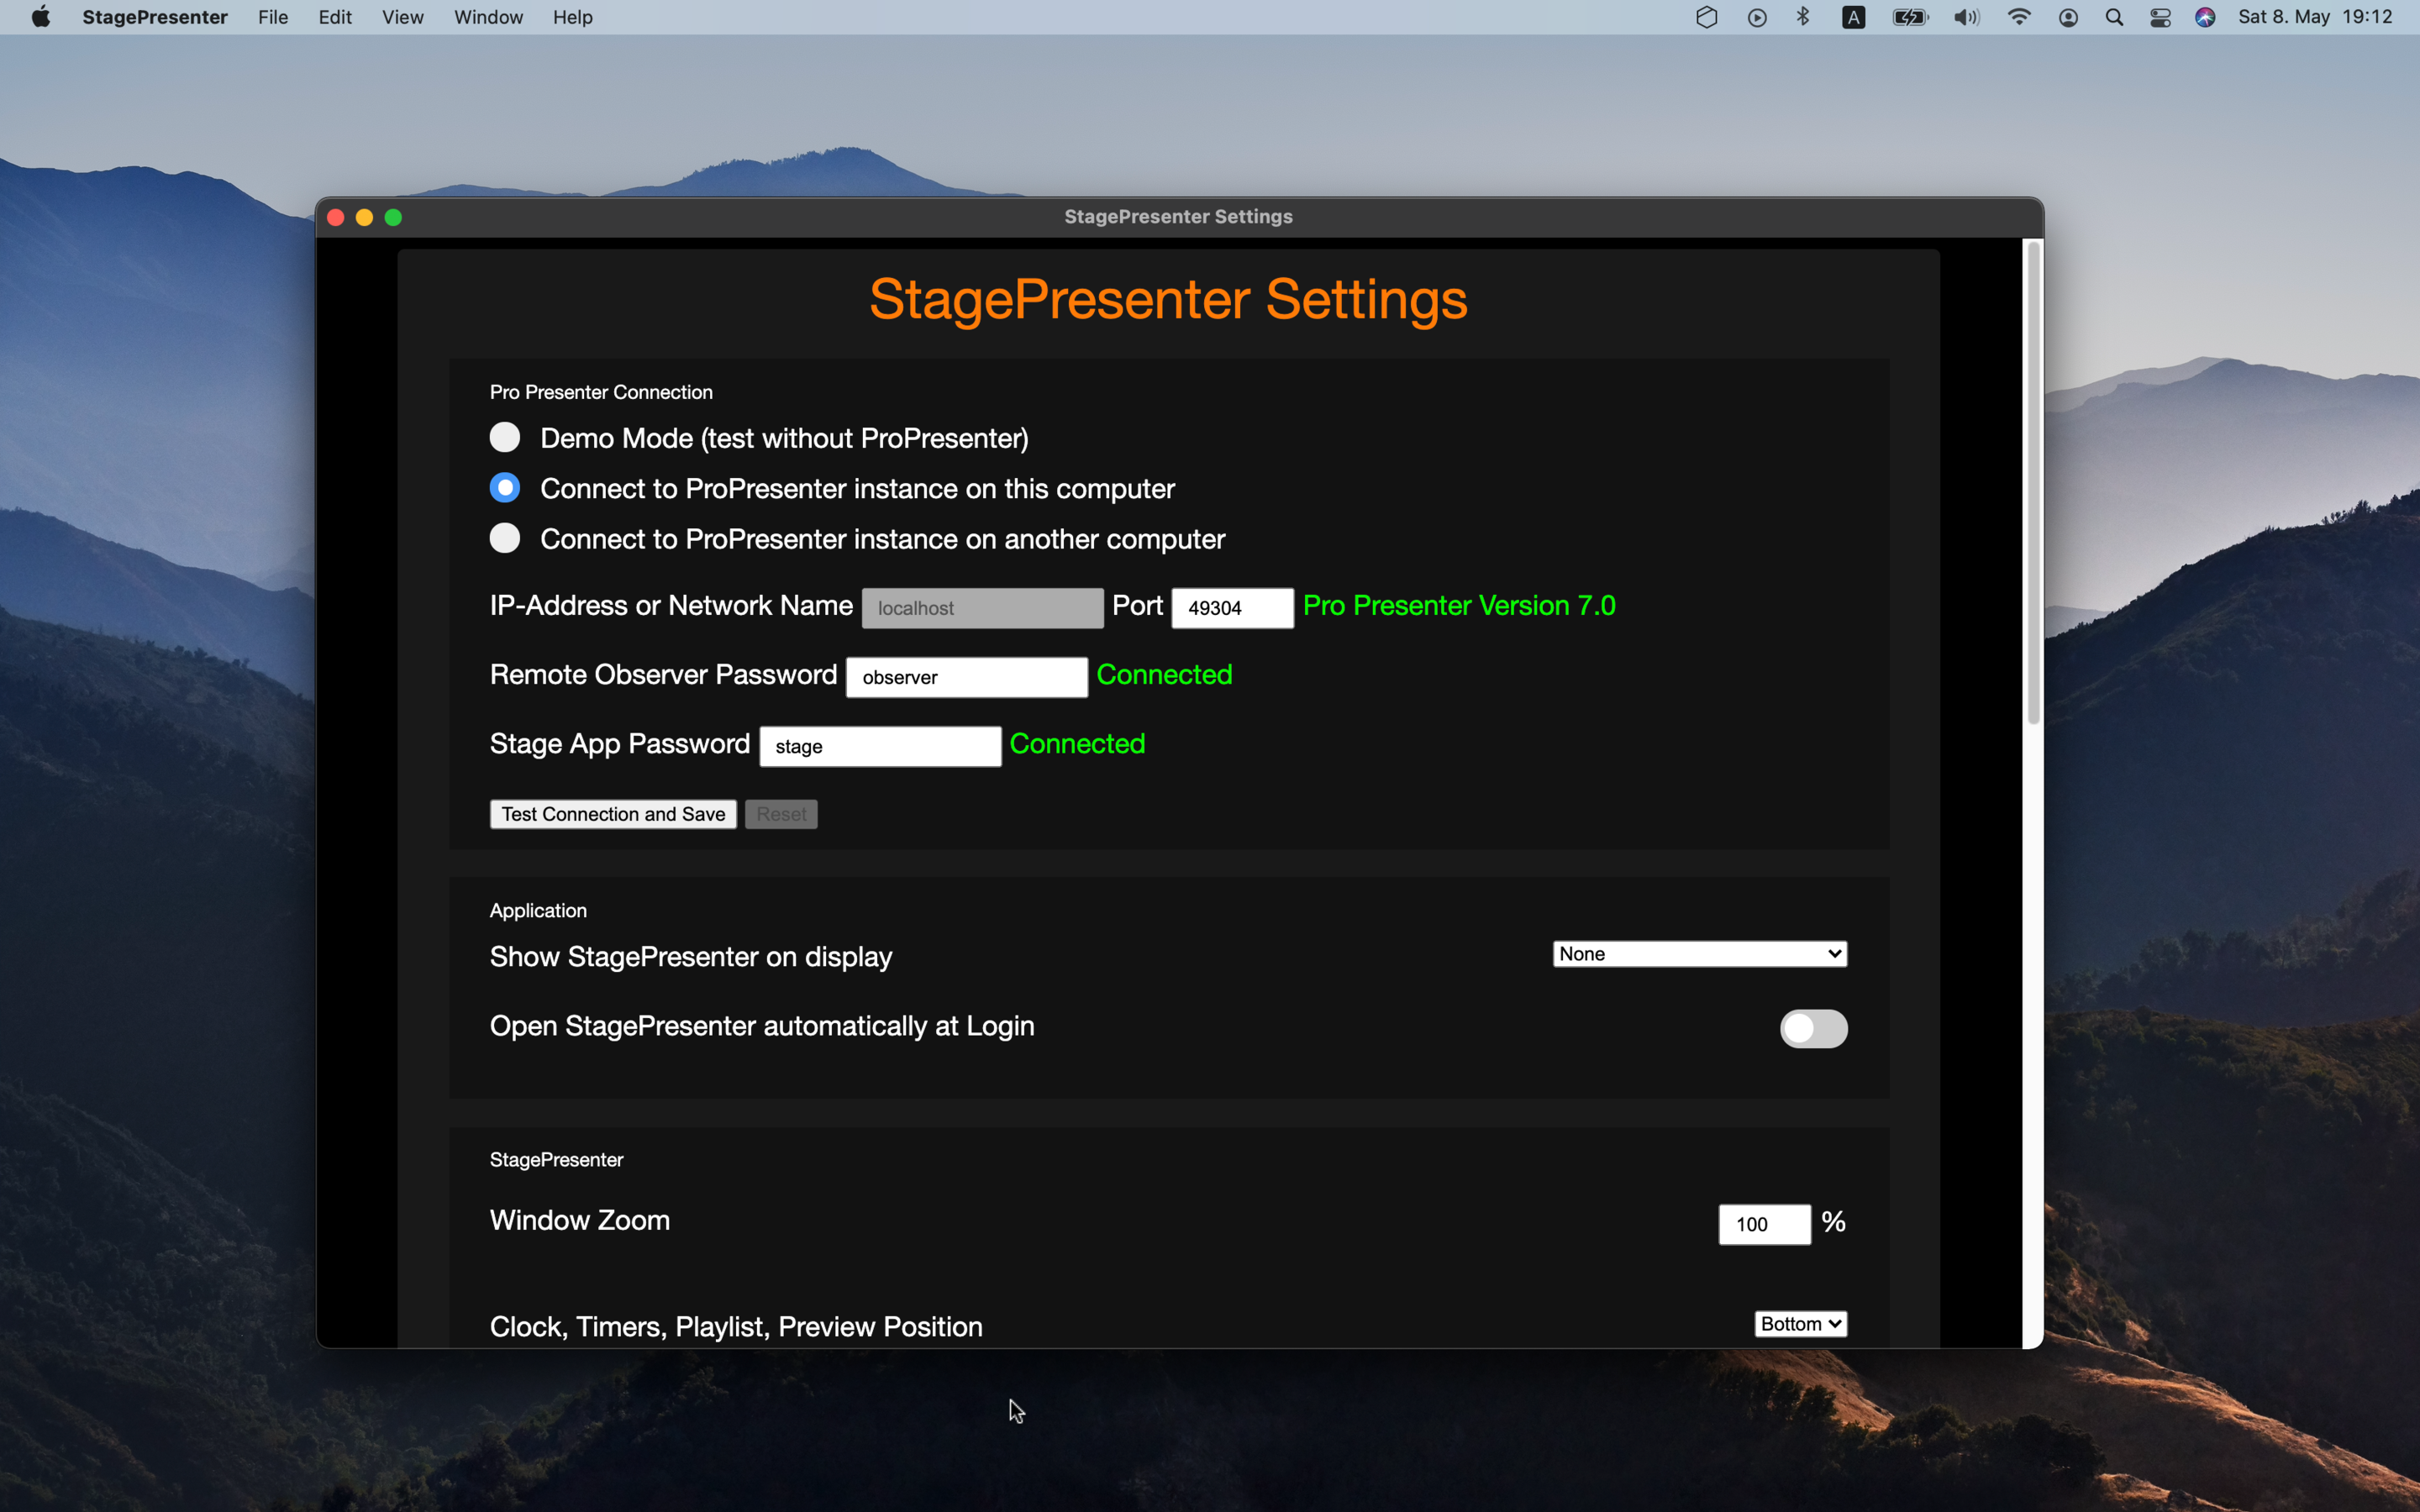 StagePresenter File Edit View Window Help A Sat 8. May 19:12
StagePresenter Settings
StagePresenter Settings
Pro Presenter Connection
Demo Mode (test without ProPresenter)
Connect to ProPresenter instance on this computer
Connect to ProPresenter instance on another computer
IP-Address or Network Name localhost Port 49304 Pro Presenter Version 7.0
Remote Observer Password observer Connected
Stage App Password stage Connected
Test Connection and Save Reset
Application
Show StagePresenter on display None
Open StagePresenter automatically at Login
StagePresenter
Window Zoom 100 %
Clock, Timers, Playlist, Preview Position Bottom